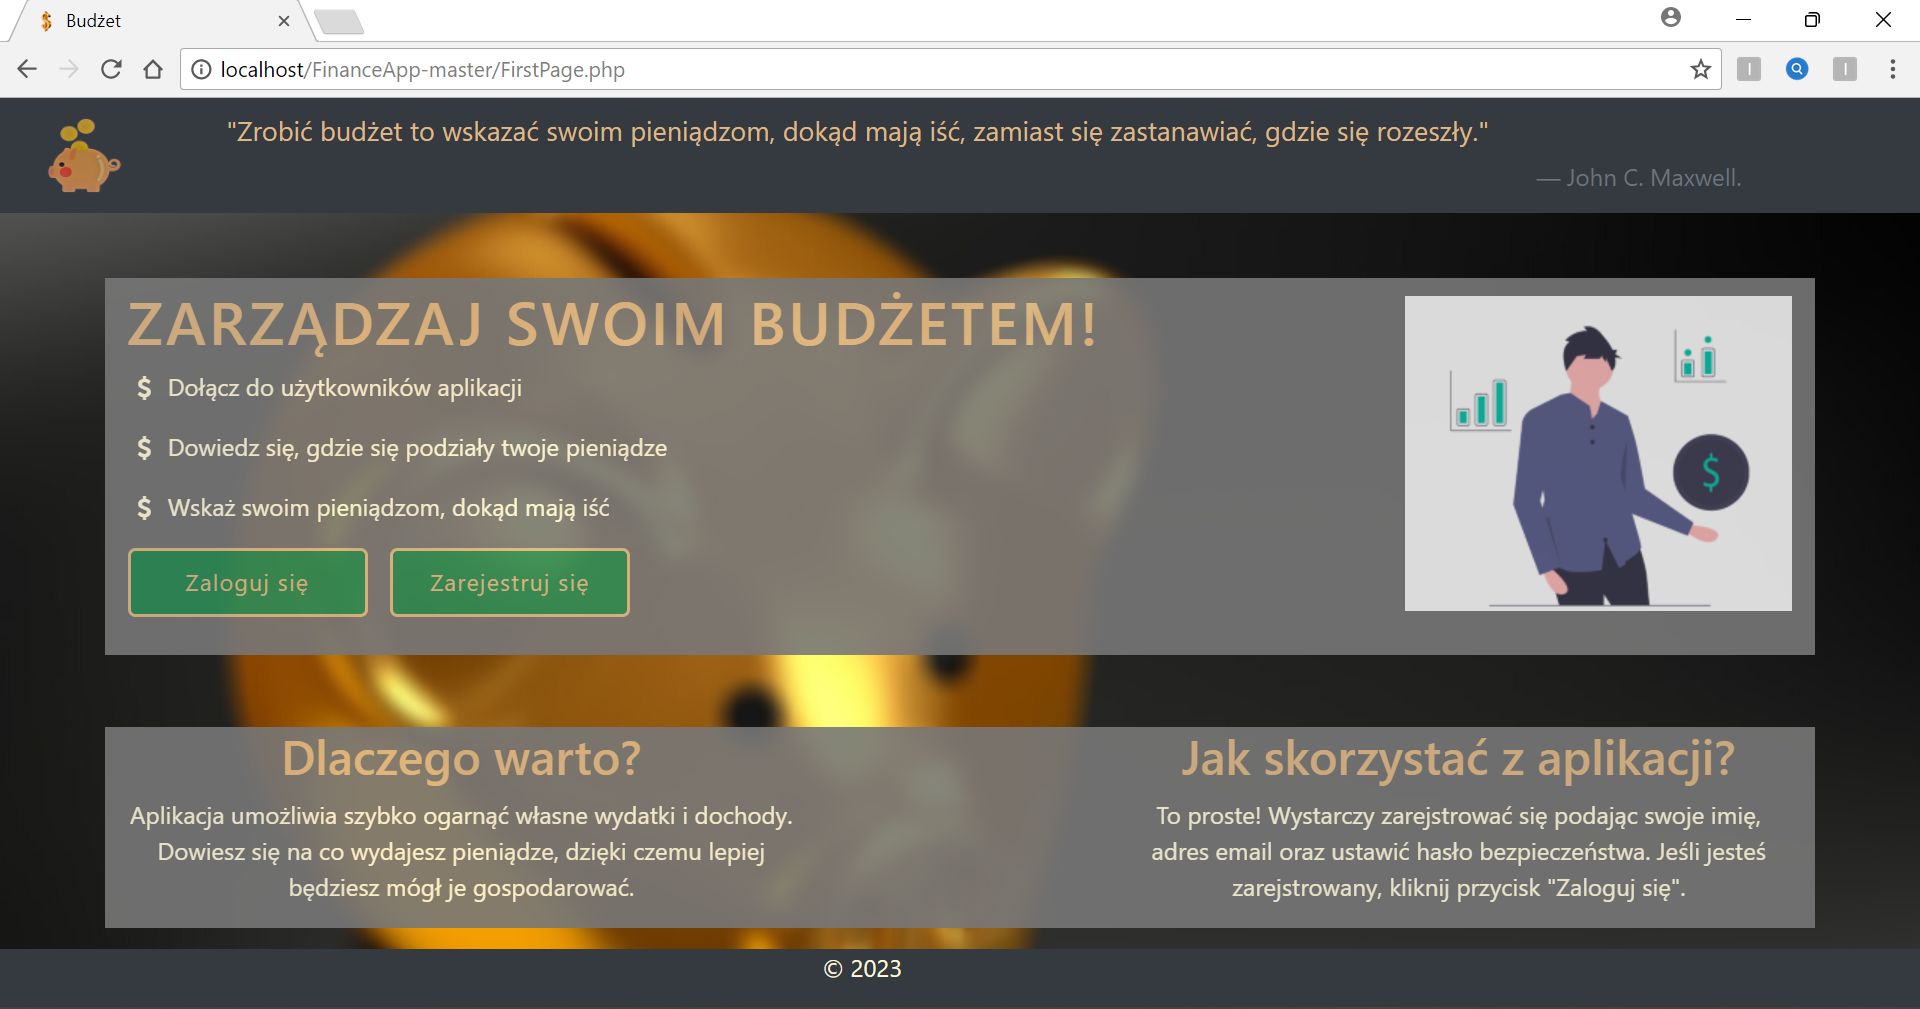 Budżet
localhost/FinanceApp-master/FirstPage.php
"Zrobić budżet to wskazać swoim pieniądzom, dokąd mają iść, zamiast się zastanawiać, gdzie się rozeszły."
— John C. Maxwell.
ZARZĄDZAJ SWOIM BUDŻETEM!
$ Dołącz do użytkowników aplikacji
$ Dowiedz się, gdzie się podziały twoje pieniądze
$ Wskaż swoim pieniądzom, dokąd mają iść
Zaloguj się
Zarejestruj się
$
Dlaczego warto?
Aplikacja umożliwia szybko ogarnąć własne wydatki i dochody.
Dowiesz się na co wydajesz pieniądze, dzięki czemu lepiej
będziesz mógł je gospodarować.
Jak skorzystać z aplikacji?
To proste! Wystarczy zarejstrować się podając swoje imię,
adres email oraz ustawić hasło bezpieczeństwa. Jeśli jesteś
zarejstrowany, kliknij przycisk "Zaloguj się".
© 2023